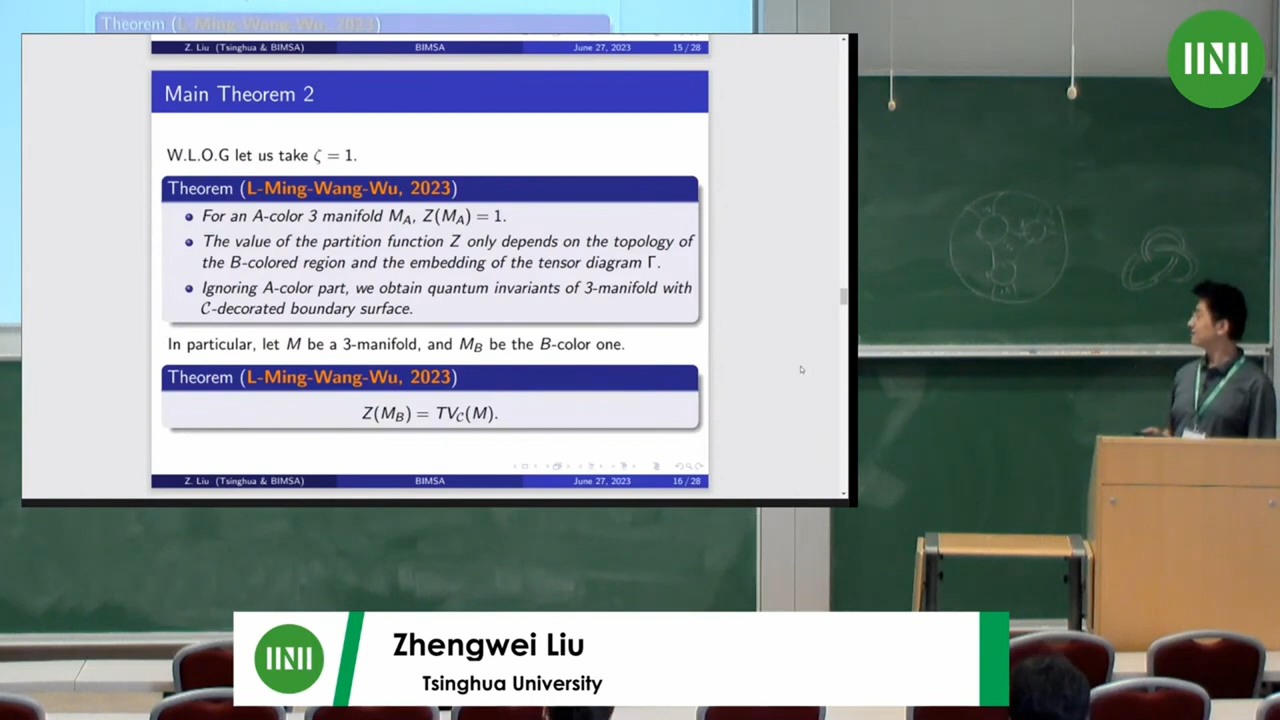 Theorem (L-Ming-Wang-Wu, 2023)
Z. Liu (Tsinghua & BIMSA) BIMSA June 27, 2023 15 / 28
Main Theorem 2
W.L.O.G let us take ζ = 1.
Theorem (L-Ming-Wang-Wu, 2023)
For an A-color 3 manifold M_A, Z(M_A) = 1.
The value of the partition function Z only depends on the topology of
the B-colored region and the embedding of the tensor diagram Γ.
Ignoring A-color part, we obtain quantum invariants of 3-manifold with
𝒞-decorated boundary surface.
In particular, let M be a 3-manifold, and M_B be the B-color one.
Theorem (L-Ming-Wang-Wu, 2023)
Z(M_B) = TV_𝒞(M).
Z. Liu (Tsinghua & BIMSA) BIMSA June 27, 2023 16 / 28
Zhengwei Liu
Tsinghua University